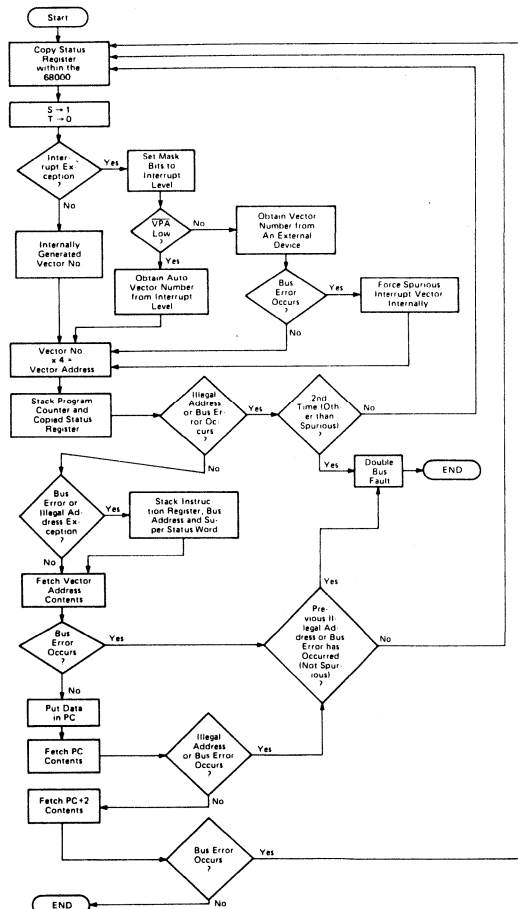 Start
Copy Status
Register
within the
68000
S → 1
T → 0
Inter-
rupt Ex-
ception
?
Yes
No
Set Mask
Bits to Interrupt
Level
VPA
Low
?
No
Yes
Obtain Vector
Number from
An External
Device
Internally
Generated
Vector No.
Obtain Auto
Vector Number
from Interrupt
Level
Bus
Error
Occurs
?
Yes
No
Force Spurious
Interrupt Vector
Internally
Vector No.
x 4 =
Vector Address
Stack Program
Counter and
Copied Status
Register
Illegal
Address
or Bus Er-
ror Oc-
curs
?
Yes
No
2nd
Time (Oth-
er than
Spurious)
?
No
Yes
Double
Bus
Fault
END
Bus
Error or
Illegal Ad-
dress Ex-
ception
?
Yes
No
Stack Instruc-
tion Register, Bus
Address and Su-
per Status Word
Fetch Vector
Address
Contents
Bus
Error
Occurs
?
Yes
No
Pre-
vious Il-
legal Ad-
dress or Bus
Error has
Occurred
(Not Spur-
ious)
?
Yes
No
Put Data
in PC
Fetch PC
Contents
Illegal
Address
or Bus Error
Occurs
?
Yes
No
Fetch PC+2
Contents
Bus Error
Occurs
?
Yes
No
END